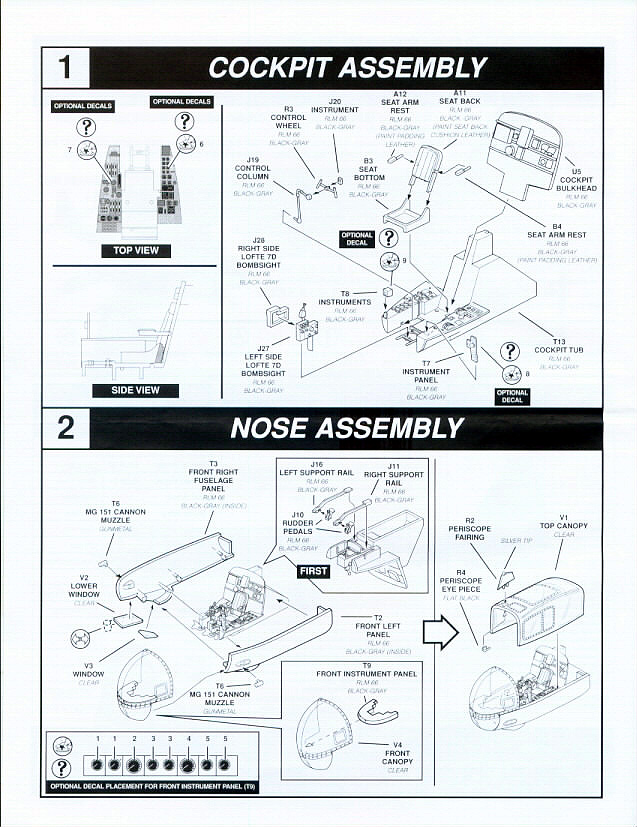 1
COCKPIT ASSEMBLY
OPTIONAL DECALS
?
7
OPTIONAL DECALS
?
6
TOP VIEW
SIDE VIEW
R3
CONTROL
WHEEL
RLM 66
BLACK-GRAY
J20
INSTRUMENT
RLM 66
BLACK-GRAY
A12
SEAT ARM
REST
RLM 66
BLACK-GRAY
(PAINT PADDING
LEATHER)
A11
SEAT BACK
RLM 66
BLACK-GRAY
(PAINT SEAT BACK
CUSHION LEATHER)
J19
CONTROL
COLUMN
RLM 66
BLACK-GRAY
B3
SEAT
BOTTOM
RLM 66
BLACK-GRAY
U5
COCKPIT
BULKHEAD
RLM 66
BLACK-GRAY
B4
SEAT ARM REST
RLM 66
BLACK-GRAY
(PAINT PADDING LEATHER)
OPTIONAL
DECAL
?
9
J28
RIGHT SIDE
LOFTE 7D
BOMBSIGHT
RLM 66
BLACK-GRAY
T8
INSTRUMENTS
RLM 66
BLACK-GRAY
J27
LEFT SIDE
LOFTE 7D
BOMBSIGHT
RLM 66
BLACK-GRAY
T7
INSTRUMENT
PANEL
RLM 66
BLACK-GRAY
T13
COCKPIT TUB
RLM 66
BLACK-GRAY
?
8
OPTIONAL
DECAL
2
NOSE ASSEMBLY
T6
MG 151 CANNON
MUZZLE
GUNMETAL
T3
FRONT RIGHT
FUSELAGE
PANEL
RLM 66
BLACK-GRAY (INSIDE)
J16
LEFT SUPPORT RAIL
RLM 66
BLACK-GRAY
J11
RIGHT SUPPORT
RAIL
RLM 66
BLACK-GRAY
J10
RUDDER
PEDALS
RLM 66
BLACK-GRAY
FIRST
R2
PERISCOPE
FAIRING
SILVER TIP
V1
TOP CANOPY
CLEAR
R4
PERISCOPE
EYE PIECE
FLAT BLACK
V2
LOWER
WINDOW
CLEAR
V3
WINDOW
CLEAR
T2
FRONT LEFT
PANEL
RLM 66
BLACK-GRAY (INSIDE)
T6
MG 151 CANNON
MUZZLE
GUNMETAL
T9
FRONT INSTRUMENT PANEL
RLM 66
BLACK-GRAY
V4
FRONT
CANOPY
CLEAR
?
1 1 2 3 3 4 5 5
OPTIONAL DECAL PLACEMENT FOR FRONT INSTRUMENT PANEL (T9)